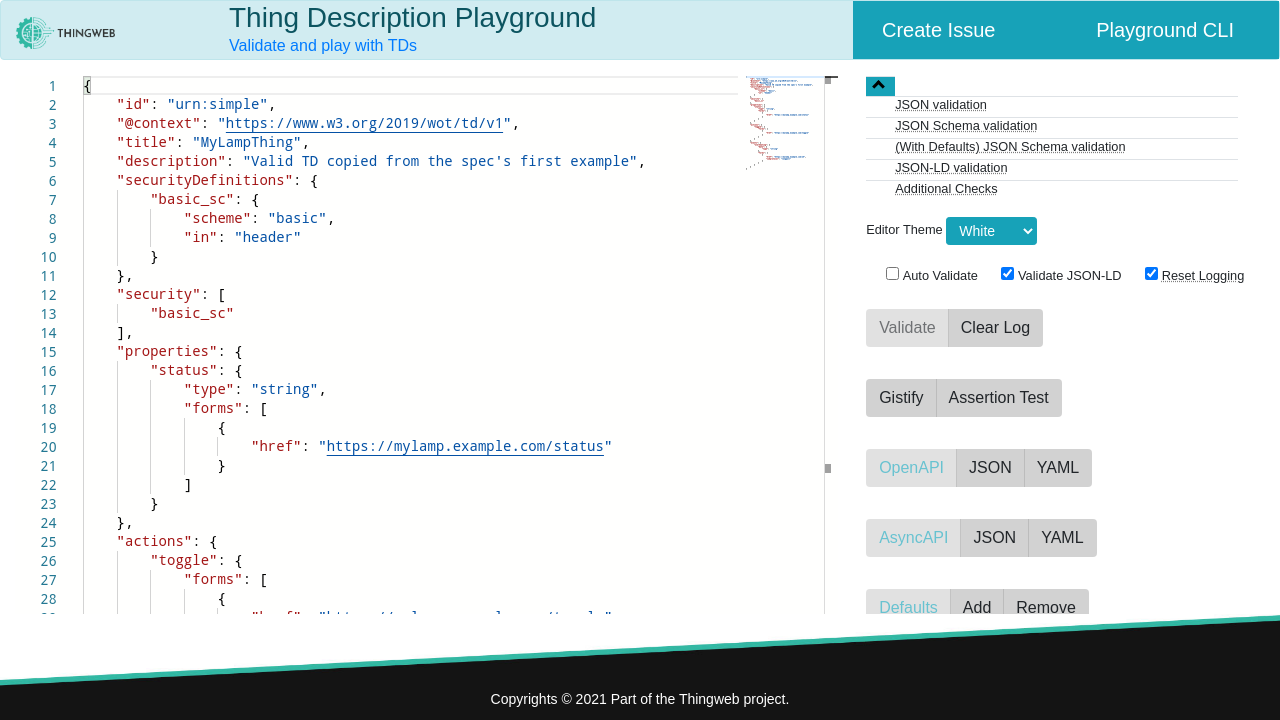 THINGWEB
Thing Description Playground
Validate and play with TDs
Create Issue
Playground CLI
1 {
2 "id": "urn:simple",
3 "@context": "https://www.w3.org/2019/wot/td/v1",
4 "title": "MyLampThing",
5 "description": "Valid TD copied from the spec's first example",
6 "securityDefinitions": {
7 "basic_sc": {
8 "scheme": "basic",
9 "in": "header"
10 }
11 },
12 "security": [
13 "basic_sc"
14 ],
15 "properties": {
16 "status": {
17 "type": "string",
18 "forms": [
19 {
20 "href": "https://mylamp.example.com/status"
21 }
22 ]
23 }
24 },
25 "actions": {
26 "toggle": {
27 "forms": [
28 {
JSON validation
JSON Schema validation
(With Defaults) JSON Schema validation
JSON-LD validation
Additional Checks
Editor Theme White
Auto Validate Validate JSON-LD Reset Logging
Validate Clear Log
Gistify Assertion Test
OpenAPI JSON YAML
AsyncAPI JSON YAML
Defaults Add Remove
Copyrights © 2021 Part of the Thingweb project.